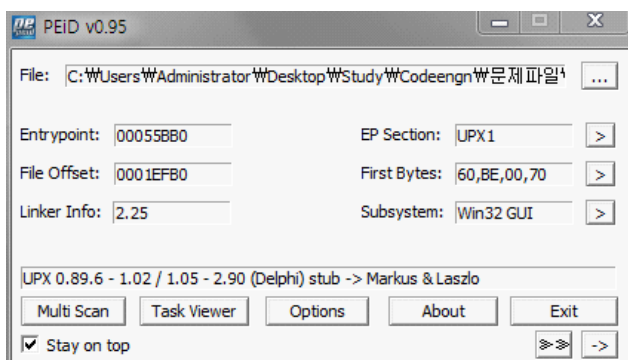 PEiD v0.95
File: C:₩Users₩Administrator₩Desktop₩Study₩Codeengn₩문제파일 ...
Entrypoint: 00055BB0 EP Section: UPX1 >
File Offset: 0001EFB0 First Bytes: 60,BE,00,70 >
Linker Info: 2.25 Subsystem: Win32 GUI >
UPX 0.89.6 - 1.02 / 1.05 - 2.90 (Delphi) stub -> Markus & Laszlo
Multi Scan Task Viewer Options About Exit
Stay on top >> ->